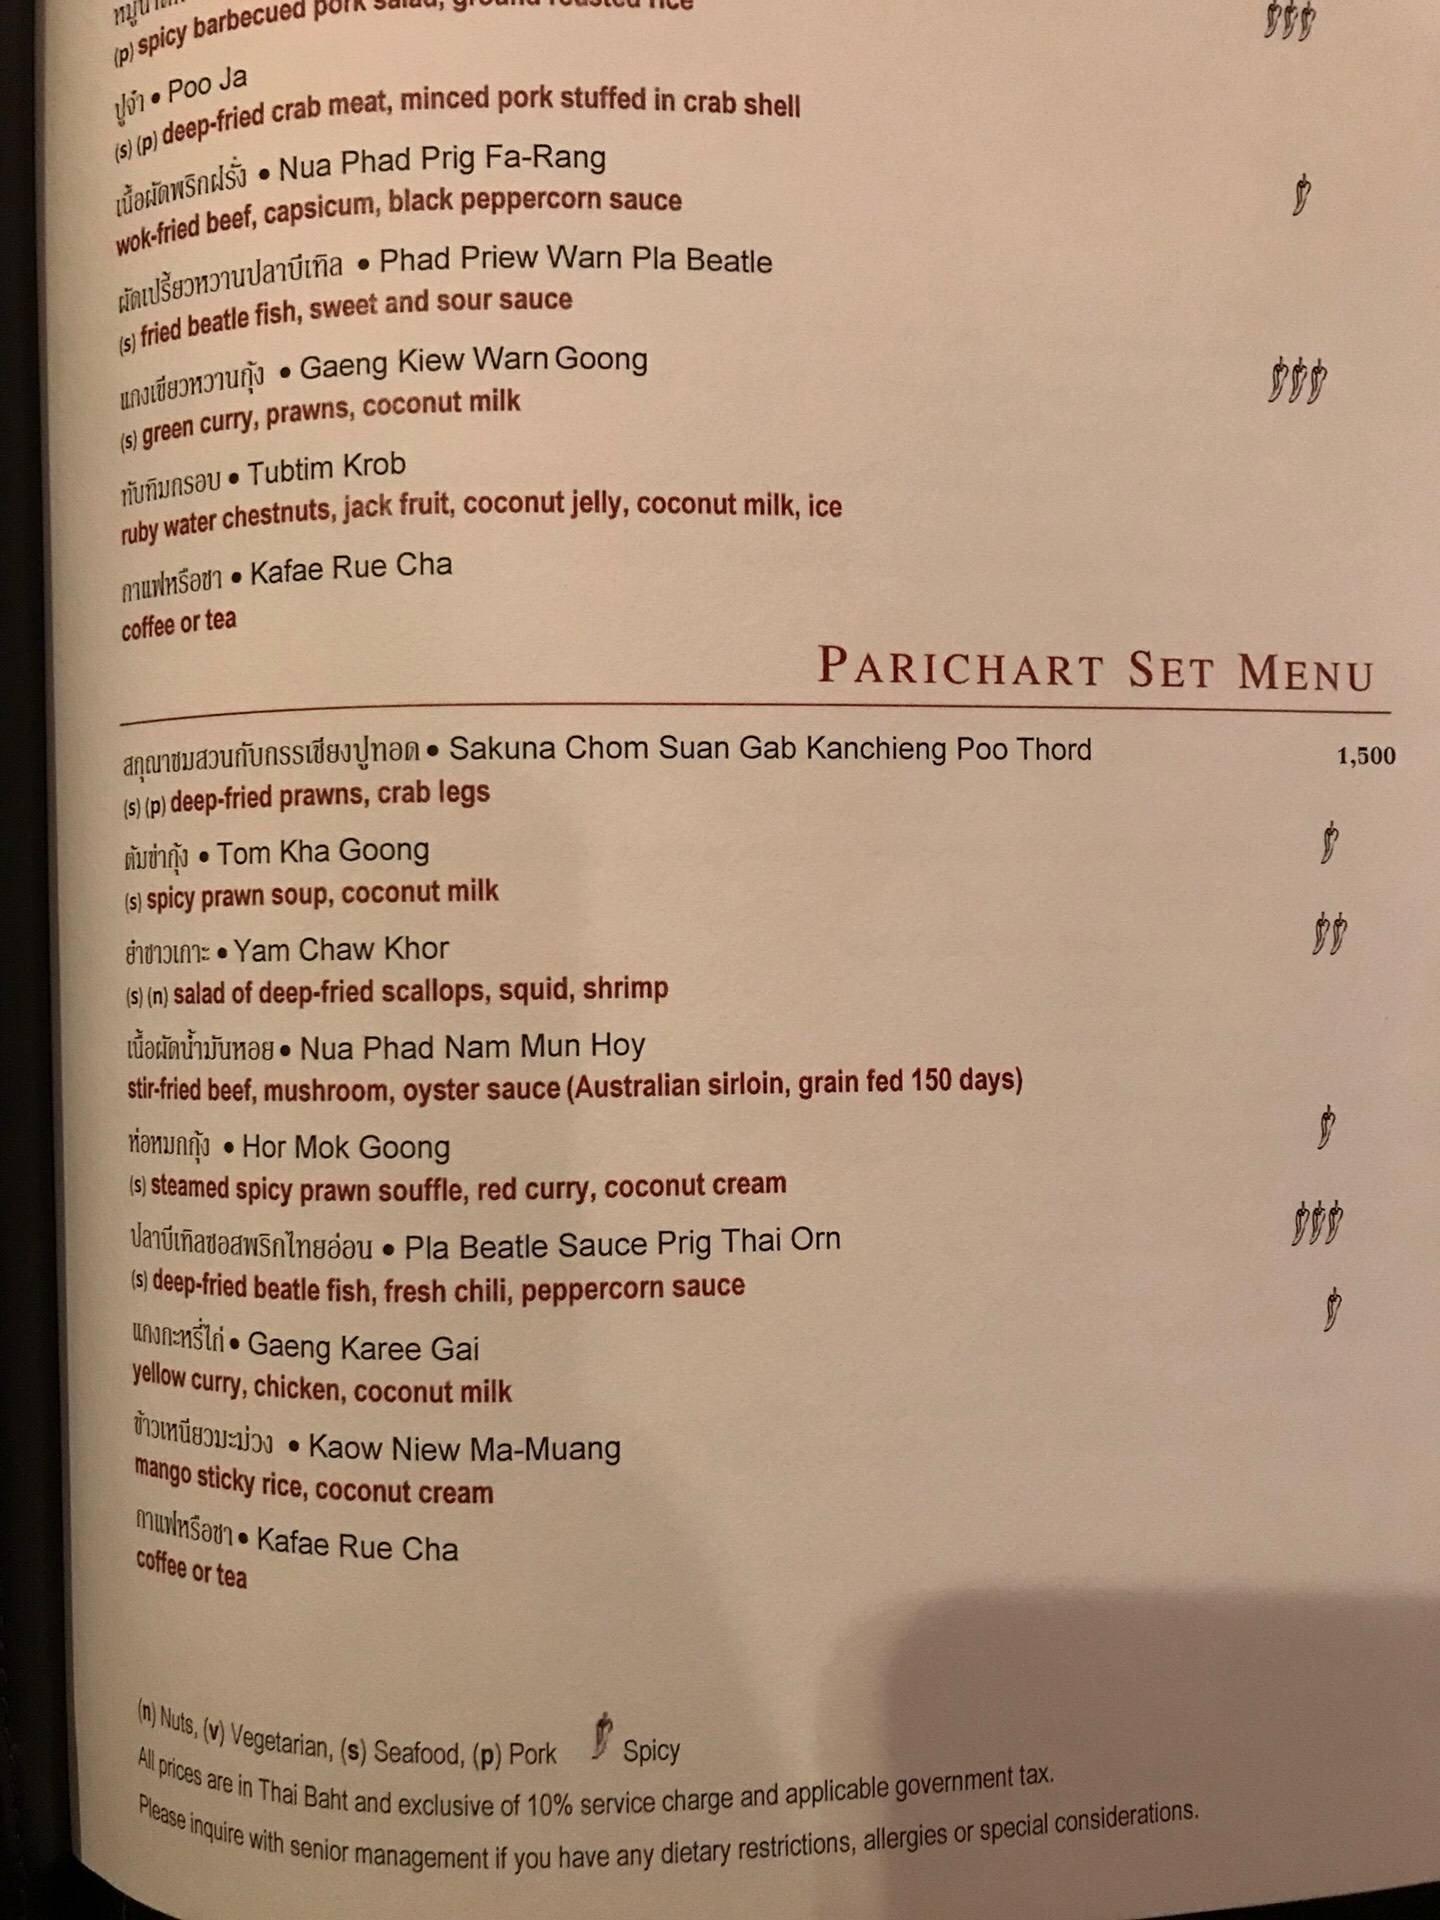 (p) spicy barbecued pork salad, ground roasted rice
ปูจ๋า • Poo Ja
(s) (p) deep-fried crab meat, minced pork stuffed in crab shell
เนื้อผัดพริกฝรั่ง • Nua Phad Prig Fa-Rang
wok-fried beef, capsicum, black peppercorn sauce
ผัดเปรี้ยวหวานปลาบีเทิล • Phad Priew Warn Pla Beatle
(s) fried beatle fish, sweet and sour sauce
แกงเขียวหวานกุ้ง • Gaeng Kiew Warn Goong
(s) green curry, prawns, coconut milk
ทับทิมกรอบ • Tubtim Krob
ruby water chestnuts, jack fruit, coconut jelly, coconut milk, ice
กาแฟหรือชา • Kafae Rue Cha
coffee or tea
PARICHART SET MENU
สกุณาชมสวนกับกรรเชียงปูทอด • Sakuna Chom Suan Gab Kanchieng Poo Thord 1,500
(s) (p) deep-fried prawns, crab legs
ต้มข่ากุ้ง • Tom Kha Goong
(s) spicy prawn soup, coconut milk
ยำชาวเกาะ • Yam Chaw Khor
(s) (n) salad of deep-fried scallops, squid, shrimp
เนื้อผัดน้ำมันหอย • Nua Phad Nam Mun Hoy
stir-fried beef, mushroom, oyster sauce (Australian sirloin, grain fed 150 days)
ห่อหมกกุ้ง • Hor Mok Goong
(s) steamed spicy prawn souffle, red curry, coconut cream
ปลาบีเทิลซอสพริกไทยอ่อน • Pla Beatle Sauce Prig Thai Orn
(s) deep-fried beatle fish, fresh chili, peppercorn sauce
แกงกะหรี่ไก่ • Gaeng Karee Gai
yellow curry, chicken, coconut milk
ข้าวเหนียวมะม่วง • Kaow Niew Ma-Muang
mango sticky rice, coconut cream
กาแฟหรือชา • Kafae Rue Cha
coffee or tea
(n) Nuts, (v) Vegetarian, (s) Seafood, (p) Pork Spicy
All prices are in Thai Baht and exclusive of 10% service charge and applicable government tax.
Please inquire with senior management if you have any dietary restrictions, allergies or special considerations.